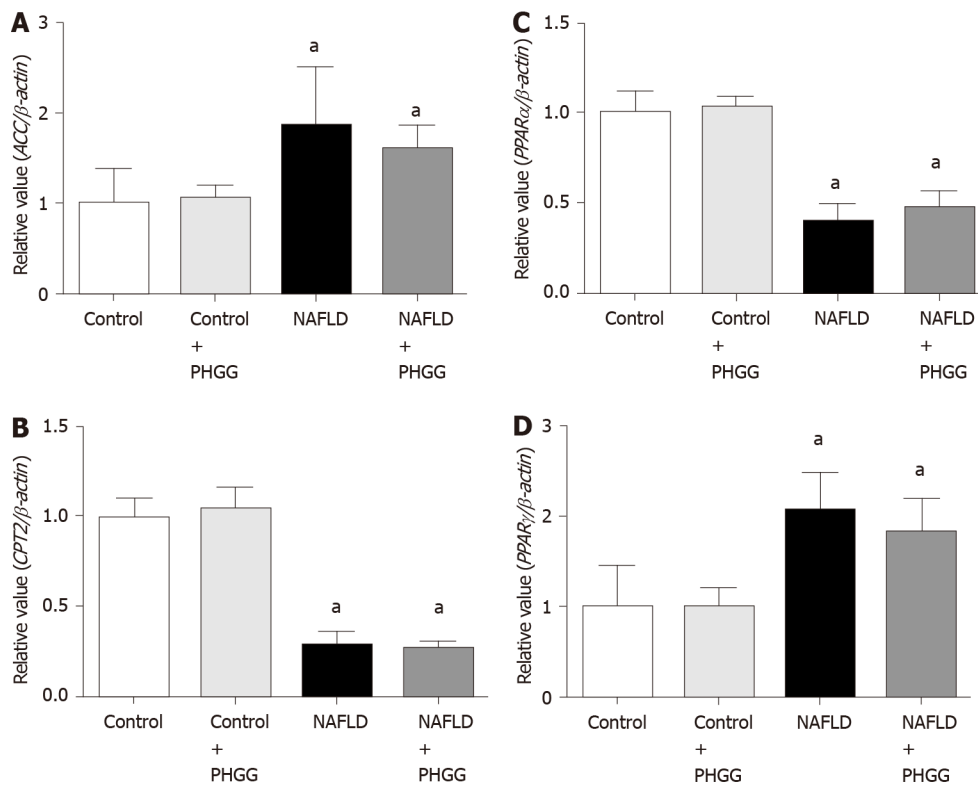 A
Relative value (ACC/β-actin)
3
2
1
0
a
a
Control
Control
+
PHGG
NAFLD
NAFLD
+
PHGG
B
Relative value (CPT2/β-actin)
1.5
1.0
0.5
0.0
a
a
Control
Control
+
PHGG
NAFLD
NAFLD
+
PHGG
C
Relative value (PPARα/β-actin)
1.5
1.0
0.5
0.0
a
a
Control
Control
+
PHGG
NAFLD
NAFLD
+
PHGG
D
Relative value (PPARγ/β-actin)
3
2
1
0
a
a
Control
Control
+
PHGG
NAFLD
NAFLD
+
PHGG